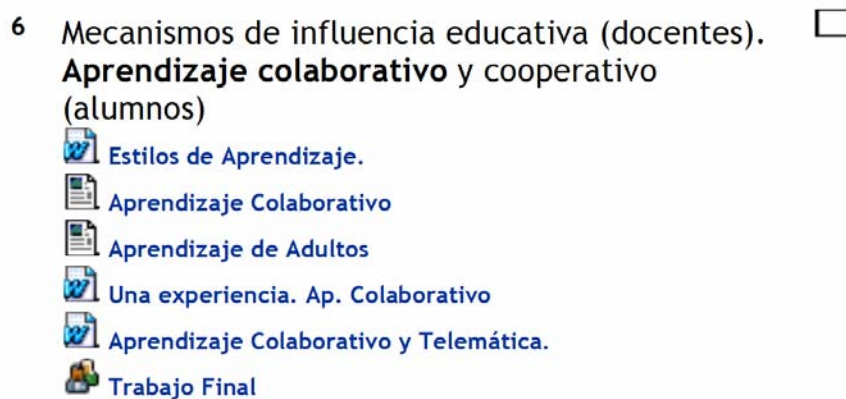 6 Mecanismos de influencia educativa (docentes).
Aprendizaje colaborativo y cooperativo
(alumnos)
Estilos de Aprendizaje.
Aprendizaje Colaborativo
Aprendizaje de Adultos
Una experiencia. Ap. Colaborativo
Aprendizaje Colaborativo y Telemática.
Trabajo Final